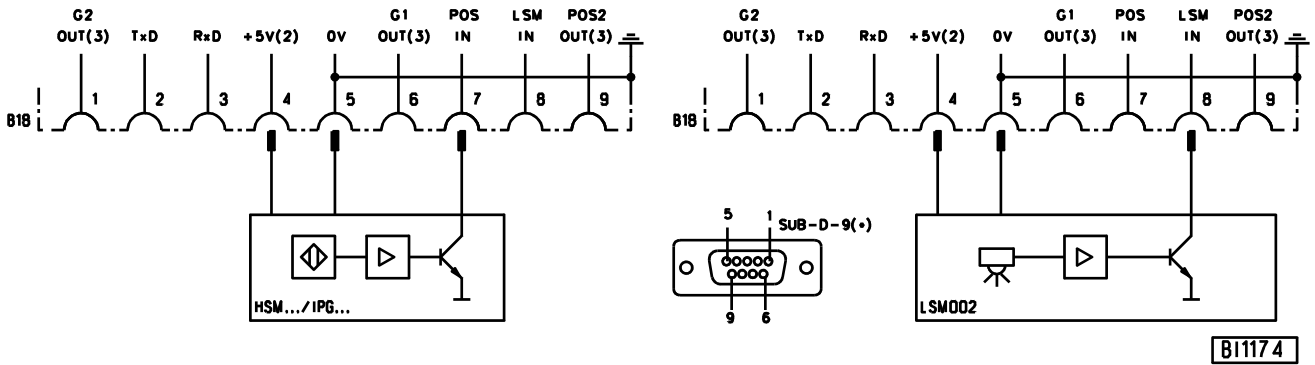 G2 G1 POS LSM POS2
OUT(3) TxD RxD +5V(2) 0V OUT(3) IN IN OUT(3)
1 2 3 4 5 6 7 8 9
B18
HSM.../IPG...
G2 G1 POS LSM POS2
OUT(3) TxD RxD +5V(2) 0V OUT(3) IN IN OUT(3)
1 2 3 4 5 6 7 8 9
B18
5 1 SUB-D-9(•)
9 6
LSM002
BI1174